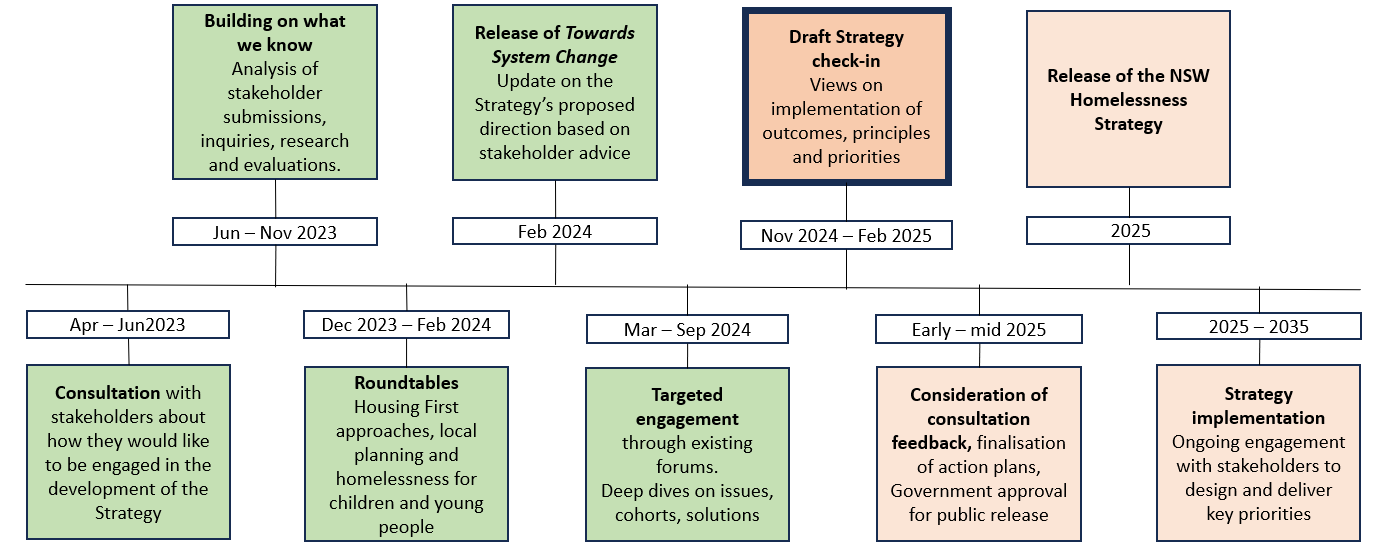 Building on what
we know
Analysis of
stakeholder
submissions,
inquiries, research
and evaluations.
Jun – Nov 2023
Release of Towards
System Change
Update on the
Strategy’s proposed
direction based on
stakeholder advice
Feb 2024
Draft Strategy
check-in
Views on
implementation of
outcomes, principles
and priorities
Nov 2024 – Feb 2025
Release of the NSW
Homelessness
Strategy
2025
Apr – Jun2023
Consultation with
stakeholders about
how they would like
to be engaged in the
development of the
Strategy
Dec 2023 – Feb 2024
Roundtables
Housing First
approaches, local
planning and
homelessness for
children and young
people
Mar – Sep 2024
Targeted
engagement
through existing
forums.
Deep dives on issues,
cohorts, solutions
Early – mid 2025
Consideration of
consultation
feedback, finalisation
of action plans,
Government approval
for public release
2025 – 2035
Strategy
implementation
Ongoing engagement
with stakeholders to
design and deliver
key priorities